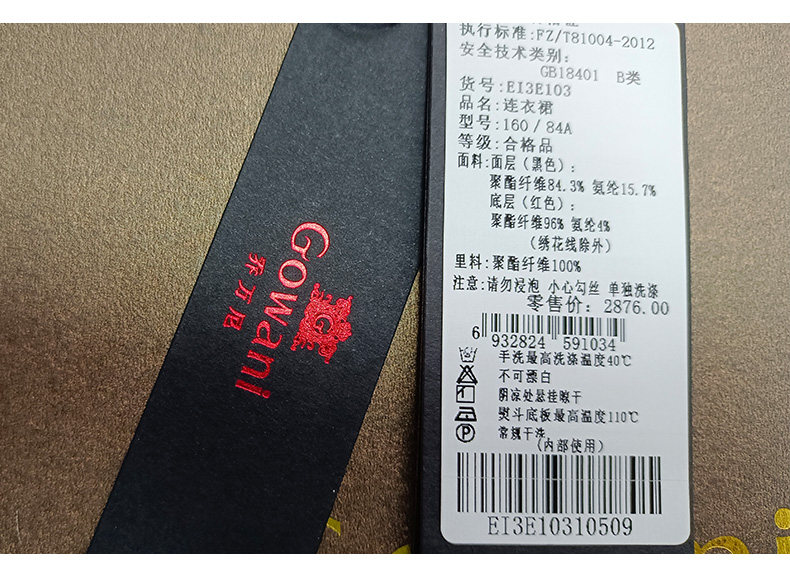 执行标准:FZ/T81004-2012
安全技术类别:
GB18401 B类
货号:EI3E103
品名:连衣裙
型号:160/84A
等级:合格品
面料:面层(黑色):
聚酯纤维84.3% 氨纶15.7%
底层(红色):
聚酯纤维96% 氨纶4%
(绣花线除外)
里料:聚酯纤维100%
注意:请勿浸泡 小心勾丝 单独洗涤
零售价:2876.00
6 932824 591034
手洗最高洗涤温度40℃
不可漂白
阴凉处悬挂晾干
熨斗底板最高温度110℃
常规干洗
(内部使用)
EI3E10310509
Gowani
乔万尼
G
P